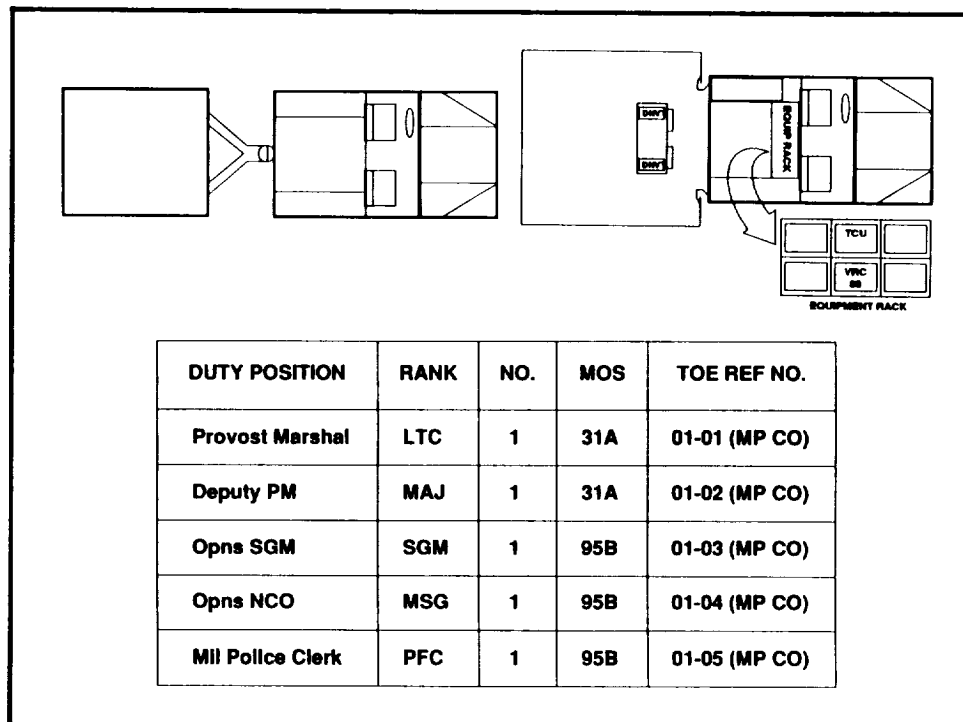 EQUIP RACK
TCU
VRC
EQUIPMENT RACK
DUTY POSITION RANK NO. MOS TOE REF NO.
Provost Marshal LTC 1 31A 01-01 (MP CO)
Deputy PM MAJ 1 31A 01-02 (MP CO)
Opns SGM SGM 1 95B 01-03 (MP CO)
Opns NCO MSG 1 95B 01-04 (MP CO)
Mil Police Clerk PFC 1 95B 01-05 (MP CO)